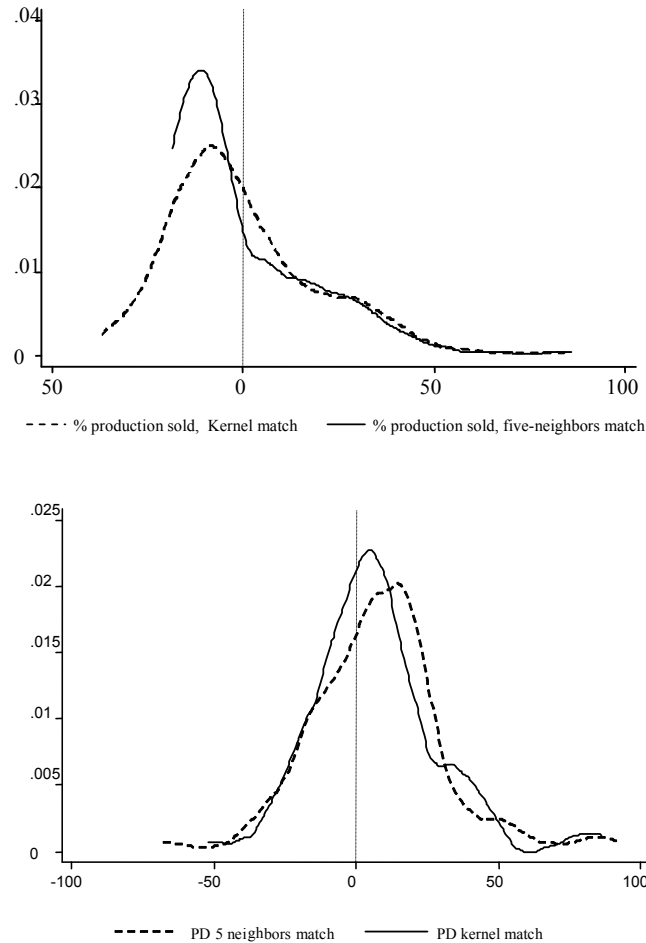 .04
.03
.02
.01
0
50 0 50 100
% production sold, Kernel match % production sold, five-neighbors match
.025
.02
.015
.01
.005
0
-100 -50 0 50 100
PD 5 neighbors match PD kernel match